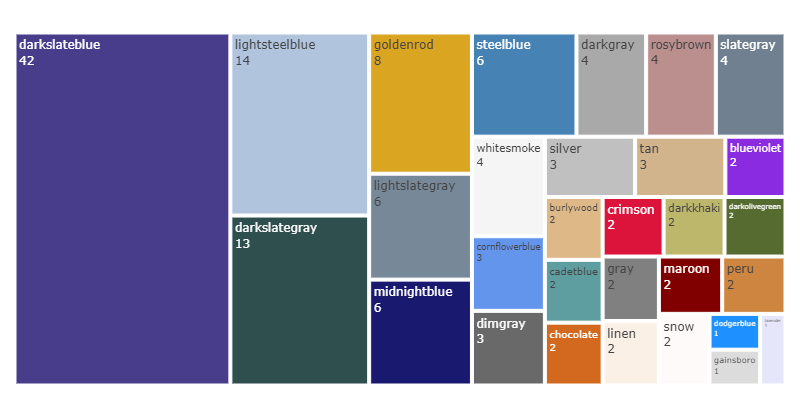 darkslateblue
42
lightsteelblue
14
darkslategray
13
goldenrod
8
lightslategray
6
midnightblue
6
steelblue
6
darkgray
4
rosybrown
4
slategray
4
whitesmoke
4
cornflowerblue
3
dimgray
3
silver
3
tan
3
blueviolet
2
burlywood
2
crimson
2
darkkhaki
2
darkolivegreen
2
cadetblue
2
chocolate
2
gray
2
maroon
2
peru
2
linen
2
snow
2
dodgerblue
1
gainsboro
1
lavender
1